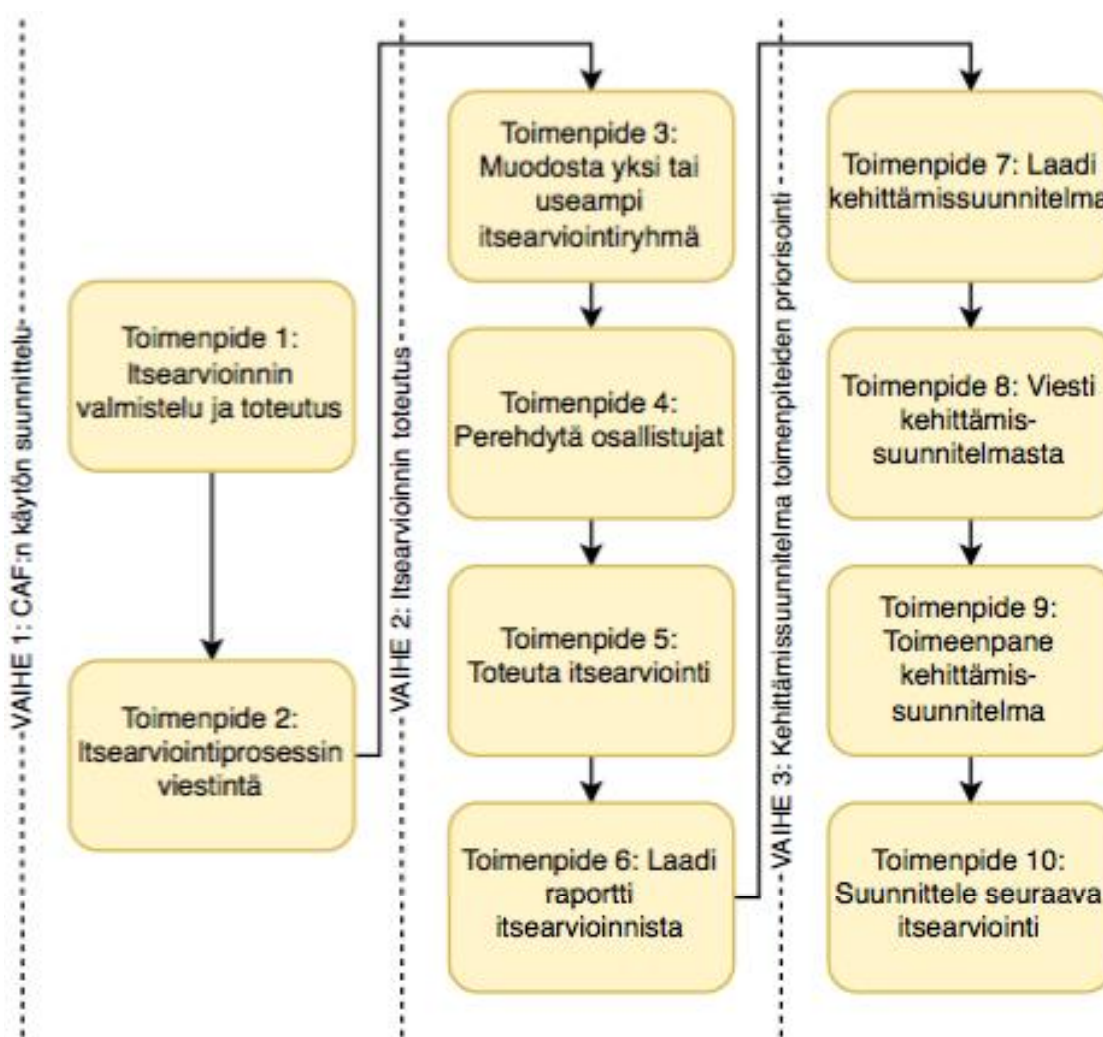 VAIHE 1: CAF:n käytön suunnittelu
Toimenpide 1:
Itsearvioinnin
valmistelu ja toteutus
Toimenpide 2:
Itsearviointiprosessin
viestintä
VAIHE 2: Itsearvioinnin toteutus
Toimenpide 3:
Muodosta yksi tai
useampi
itsearviointiryhmä
Toimenpide 4:
Perehdytä osallistujat
Toimenpide 5:
Toteuta itsearviointi
Toimenpide 6: Laadi
raportti
itsearvioinnista
VAIHE 3: Kehittämissuunnitelma toimenpiteiden priorisointi
Toimenpide 7: Laadi
kehittämissuunnitelma
Toimenpide 8: Viesti
kehittämis-
suunnitelmasta
Toimenpide 9:
Toimeenpane
kehittämis-
suunnitelma
Toimenpide 10:
Suunnittele seuraava
itsearviointi